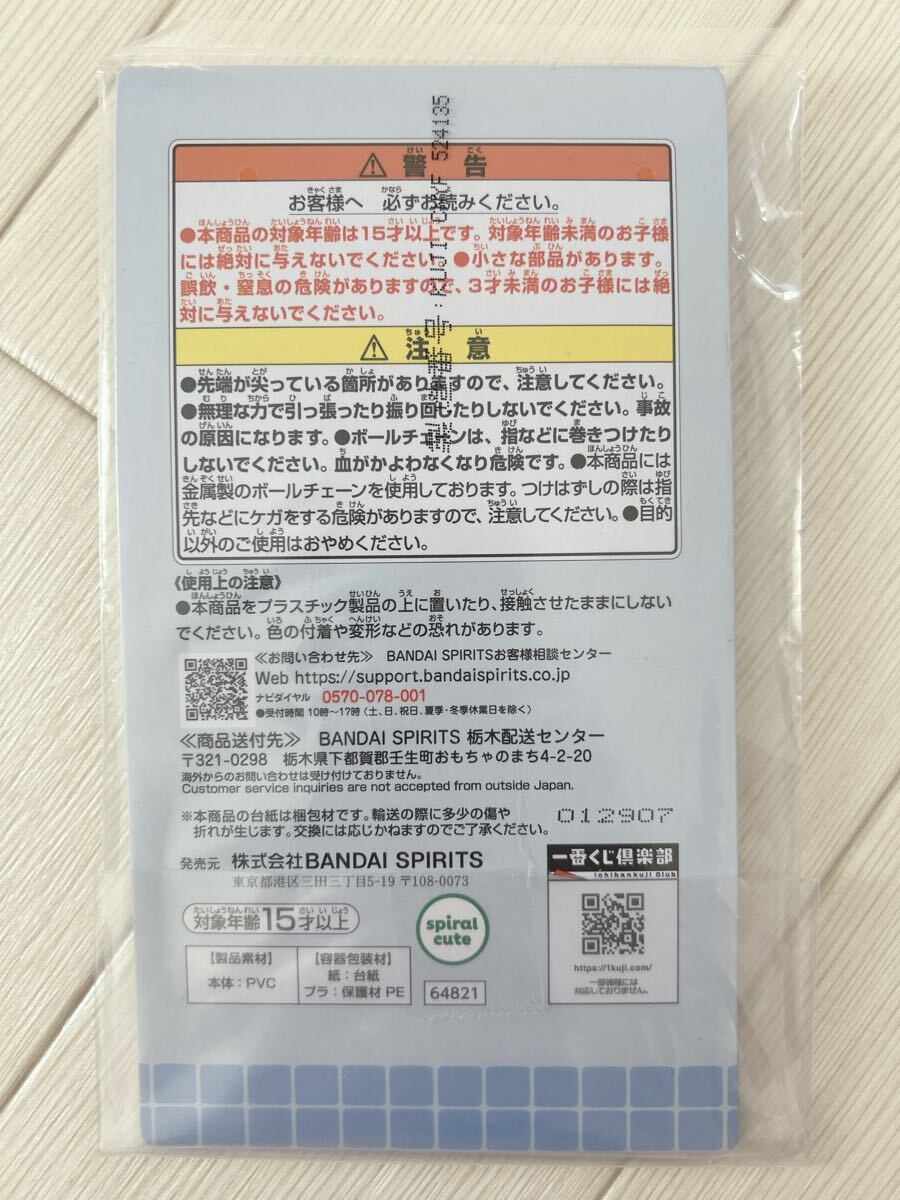 警告
お客様へ 必ずお読みください。
●本商品の対象年齢は15才以上です。対象年齢未満のお子様
には絶対に与えないでください。●小さな部品があります。
誤飲・窒息の危険がありますので、3才未満のお子様には絶
対に与えないでください。
注意
●先端が尖っている箇所がありますので、注意してください。
●無理な力で引っ張ったり振り回したりしないでください。事故
の原因になります。●ボールチェーンは、指などに巻きつけたり
しないでください。血がかよわなくなり危険です。●本商品には
金属製のボールチェーンを使用しております。つけはずしの際は指
先などにケガをする危険がありますので、注意してください。●目的
以外のご使用はおやめください。
《使用上の注意》
●本商品をプラスチック製品の上に置いたり、接触させたままにしない
でください。色の付着や変形などの恐れがあります。
≪お問い合わせ先≫ BANDAI SPIRITSお客様相談センター
Web https://support.bandaispirits.co.jp
ナビダイヤル 0570-078-001
●受付時間 10時～17時(土、日、祝日、夏季・冬季休業日を除く)
≪商品送付先≫ BANDAI SPIRITS 栃木配送センター
〒321-0298 栃木県下都賀郡壬生町おもちゃのまち4-2-20
海外からのお問い合わせは受け付けておりません。
Customer service inquiries are not accepted from outside Japan.
※本商品の台紙は梱包材です。輸送の際に多少の傷や
折れが生じます。交換には応じかねますのでご了承ください。
012907
発売元 株式会社BANDAI SPIRITS
東京都港区三田三丁目5-19 〒108-0073
対象年齢15才以上
spiral
cute
【製品素材】
本体：PVC
【容器包装材】
紙：台紙
プラ：保護材 PE
64821
一番くじ倶楽部
Ichibankuji Club
https://1kuji.com/
一部機種には
対応しておりません。
524135